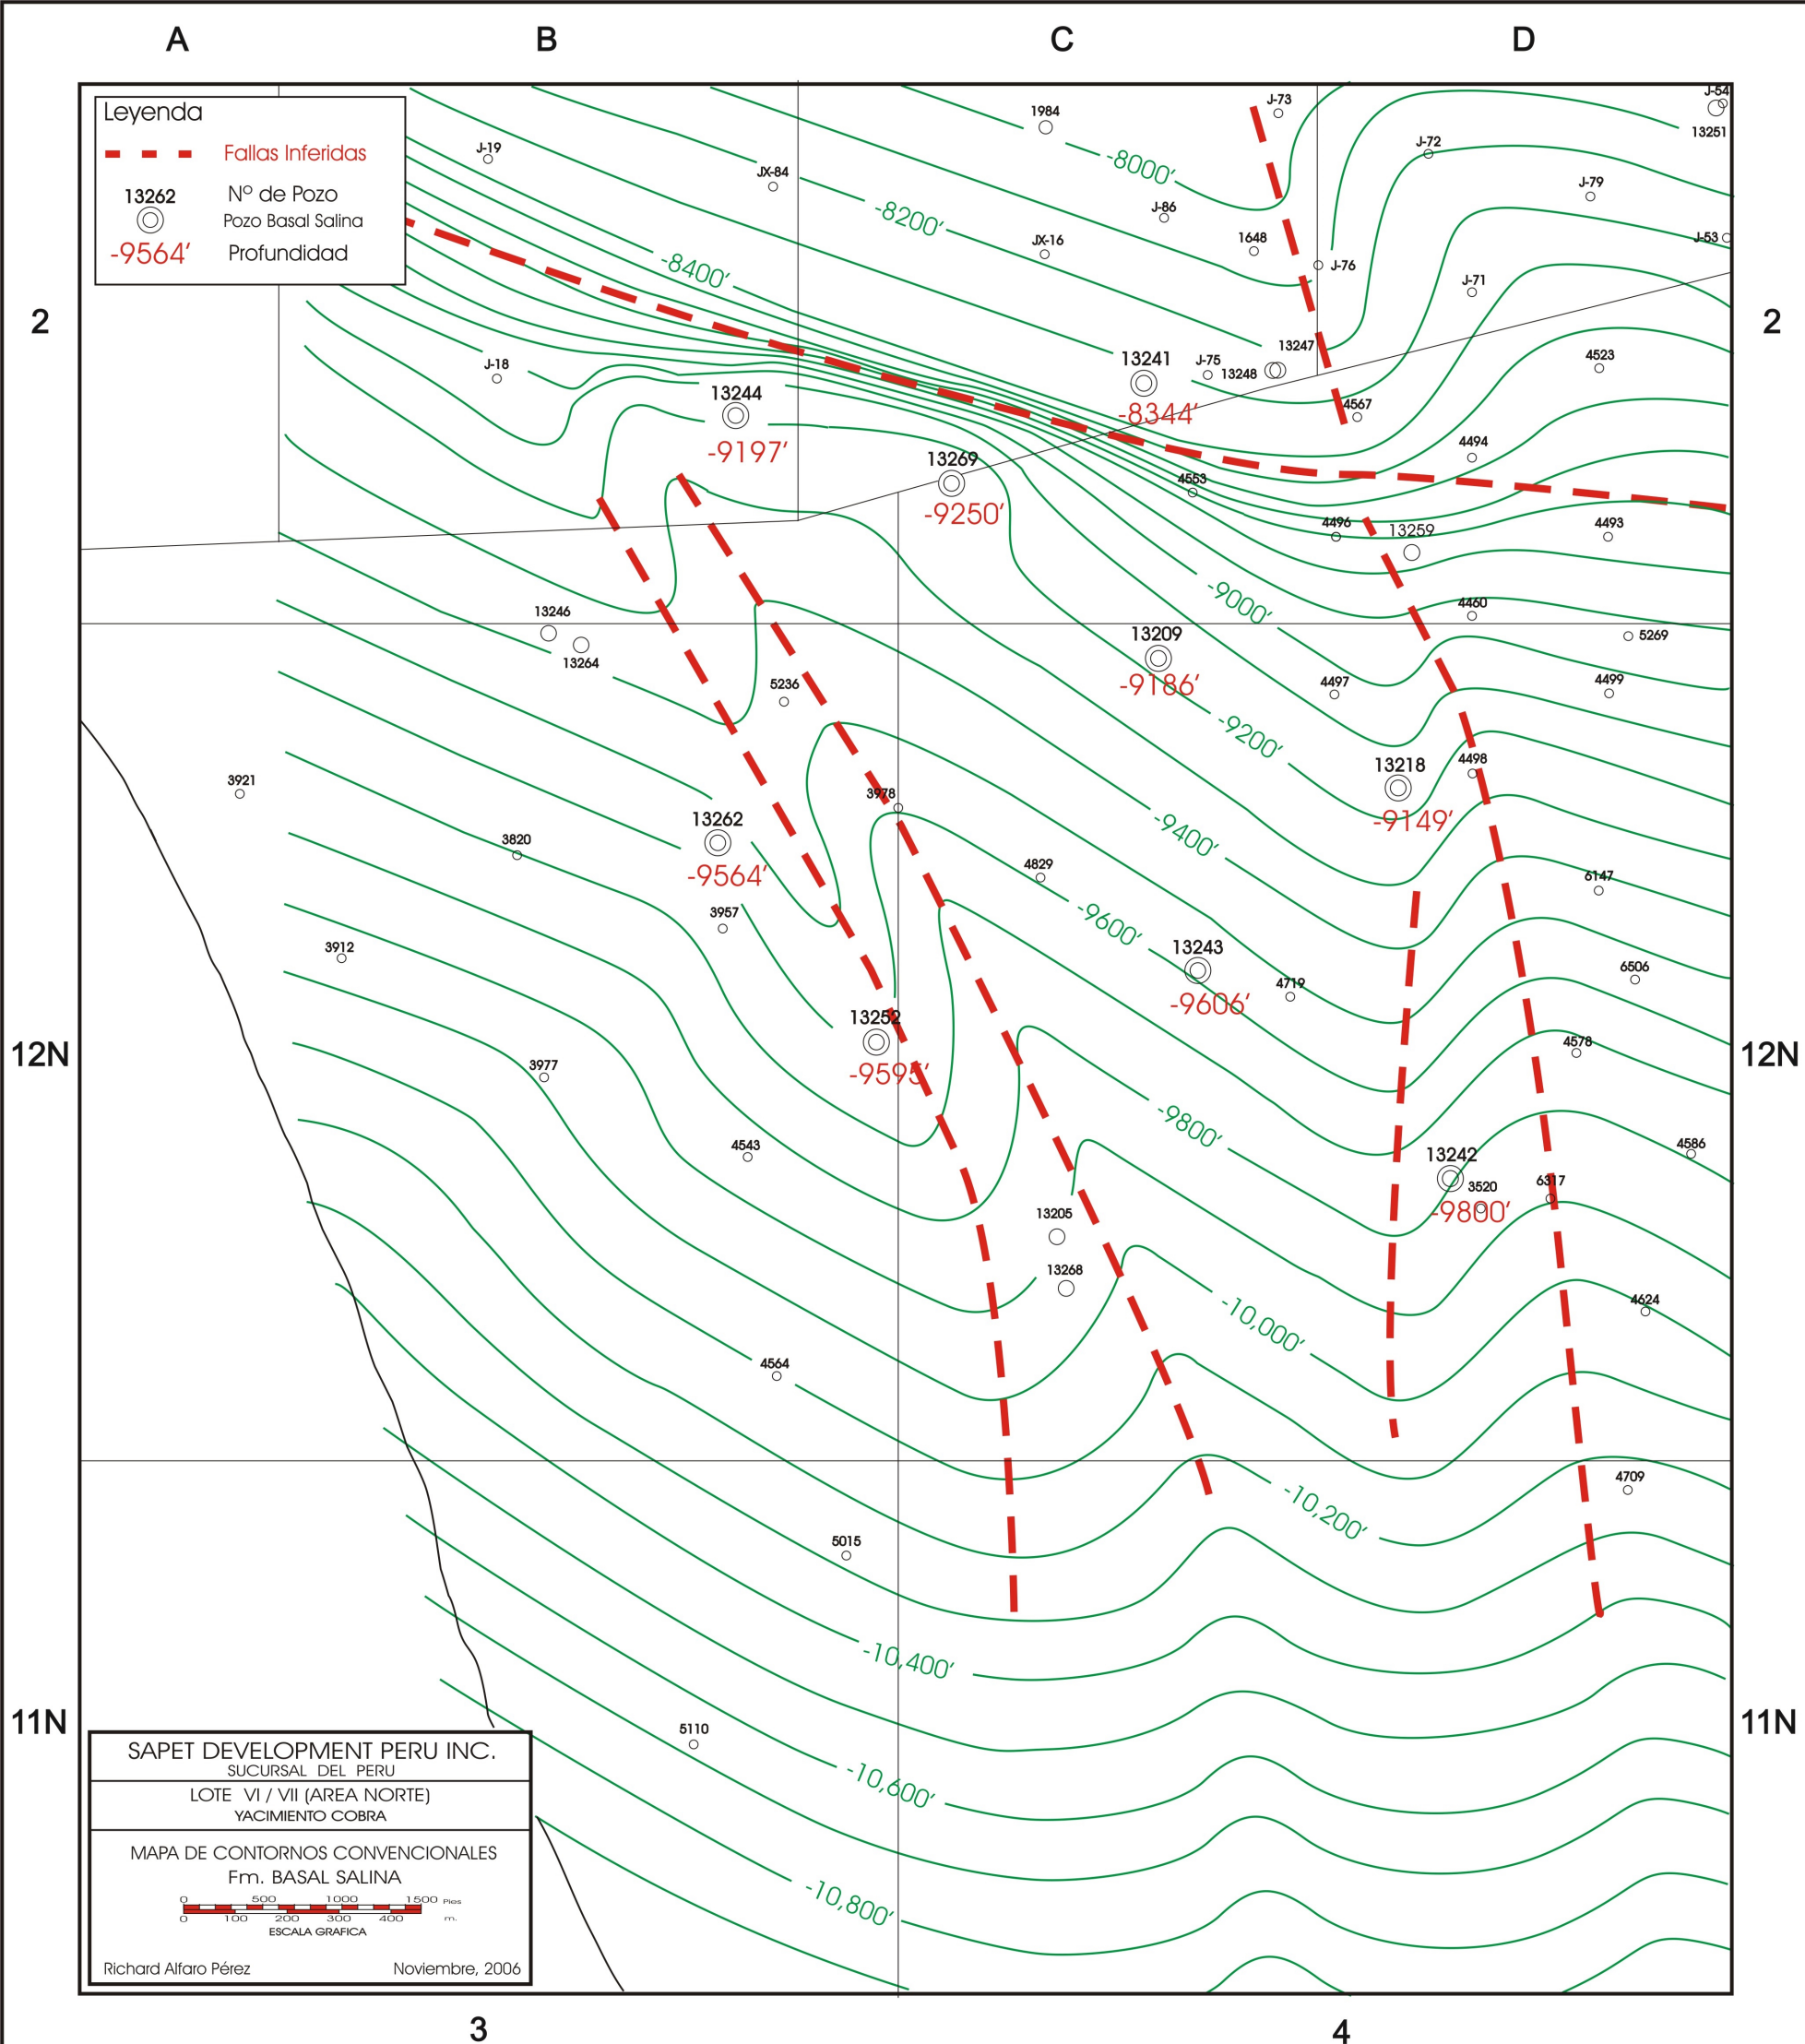 A B C D
Leyenda
Fallas Inferidas
13262 Nº de Pozo
Pozo Basal Salina
-9564' Profundidad
J-54
13251
1984
J-73
J-19
J-72
-8000'
JX-84
J-79
-8200'
J-86
J-53
JX-16
1648
J-76
-8400'
J-71
2
2
13247
J-18
13241
J-75
13248
4523
-8344'
13244
4567
-9197'
4494
13269
4553
-9250'
4496
13259
4493
-9000'
13246
4460
13264
13209
5269
-9186'
5236
4497
4499
-9200'
3921
3978
13218
4498
-9149'
13262
-9400'
3820
-9564'
4829
6147
3957
-9600'
3912
13243
4719
6506
-9606'
13252
12N
12N
4578
3977
-9595'
-9800'
4543
13242
4586
3520
6317
-9800'
13205
13268
-10,000'
4624
4564
4709
-10,200'
5015
-10,400'
11N
11N
5110
-10,600'
-10,800'
SAPET DEVELOPMENT PERU INC.
SUCURSAL DEL PERU
LOTE VI / VII (AREA NORTE)
YACIMIENTO COBRA
MAPA DE CONTORNOS CONVENCIONALES
Fm. BASAL SALINA
0 500 1000 1500 Pies
0 100 200 300 400 m.
ESCALA GRAFICA
Richard Alfaro Pérez Noviembre, 2006
3 4